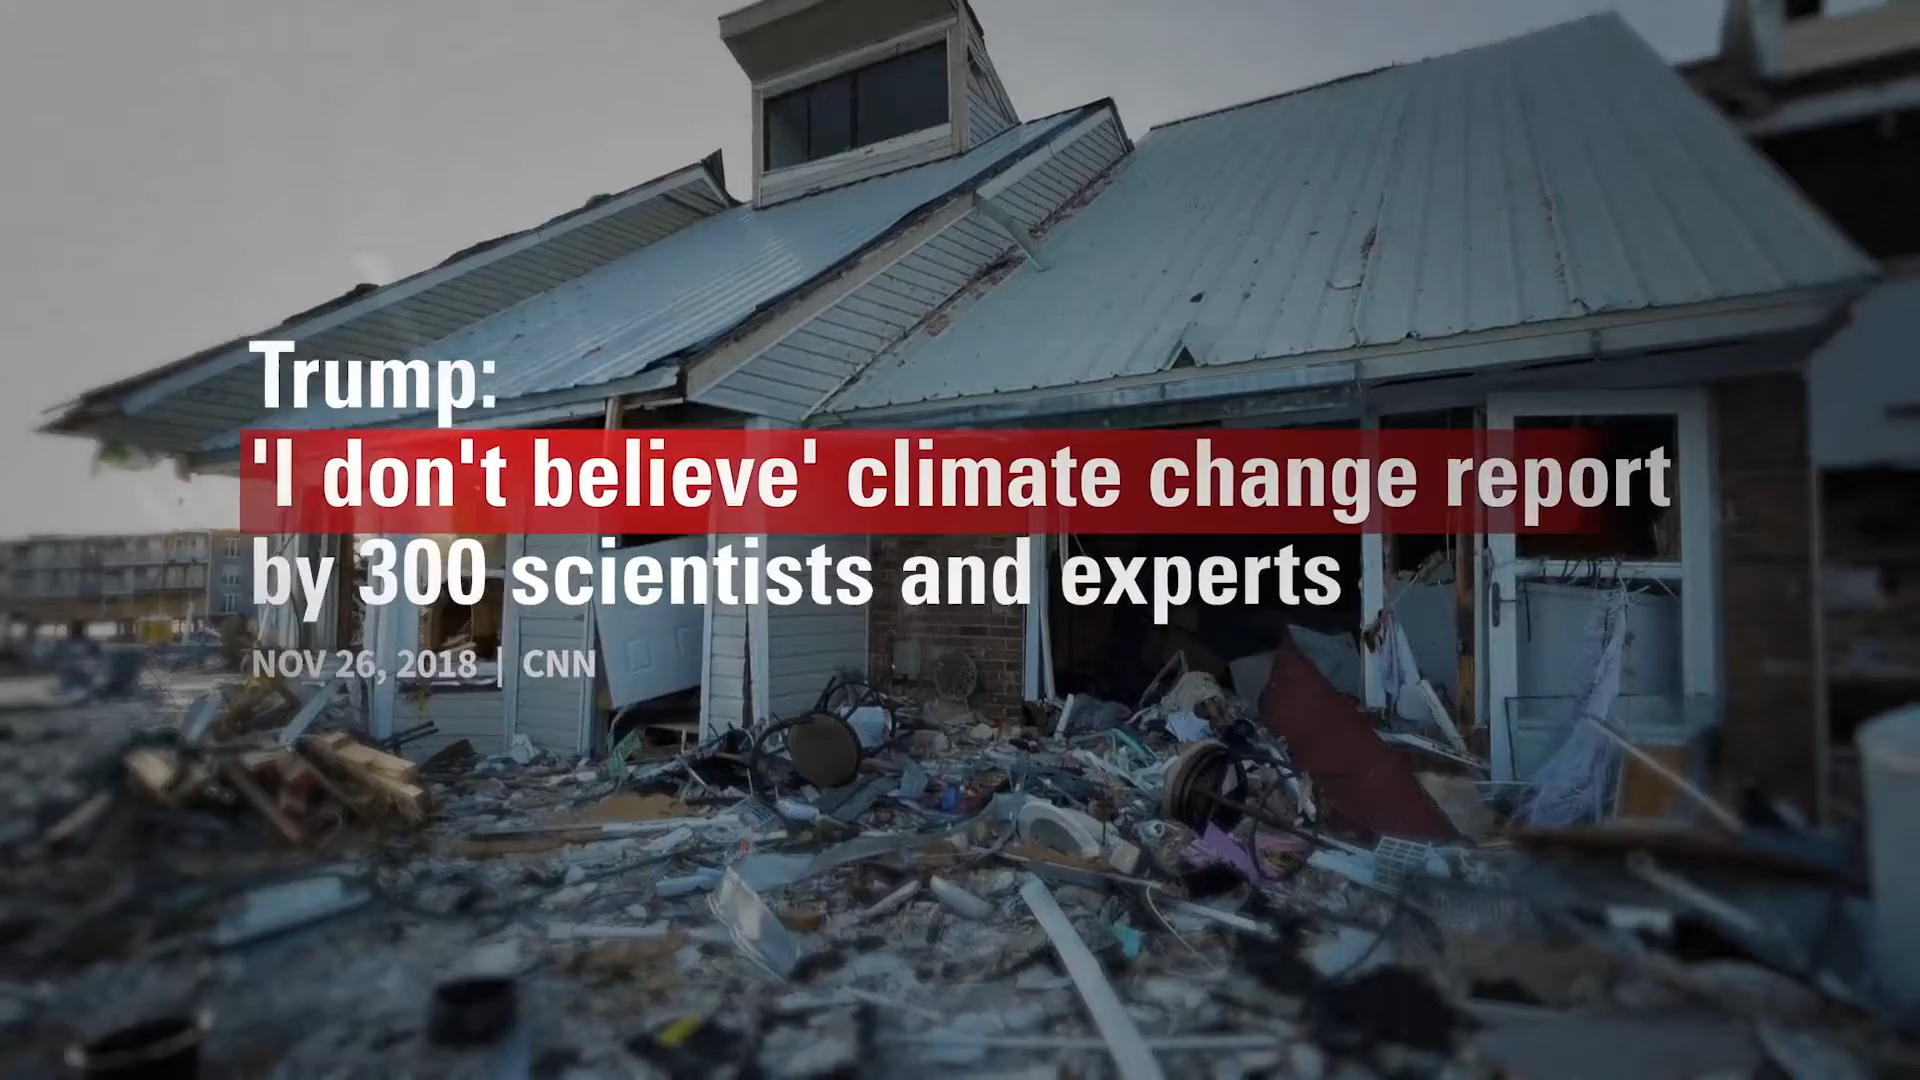 Trump:
'I don't believe' climate change report
by 300 scientists and experts
NOV 26, 2018 | CNN